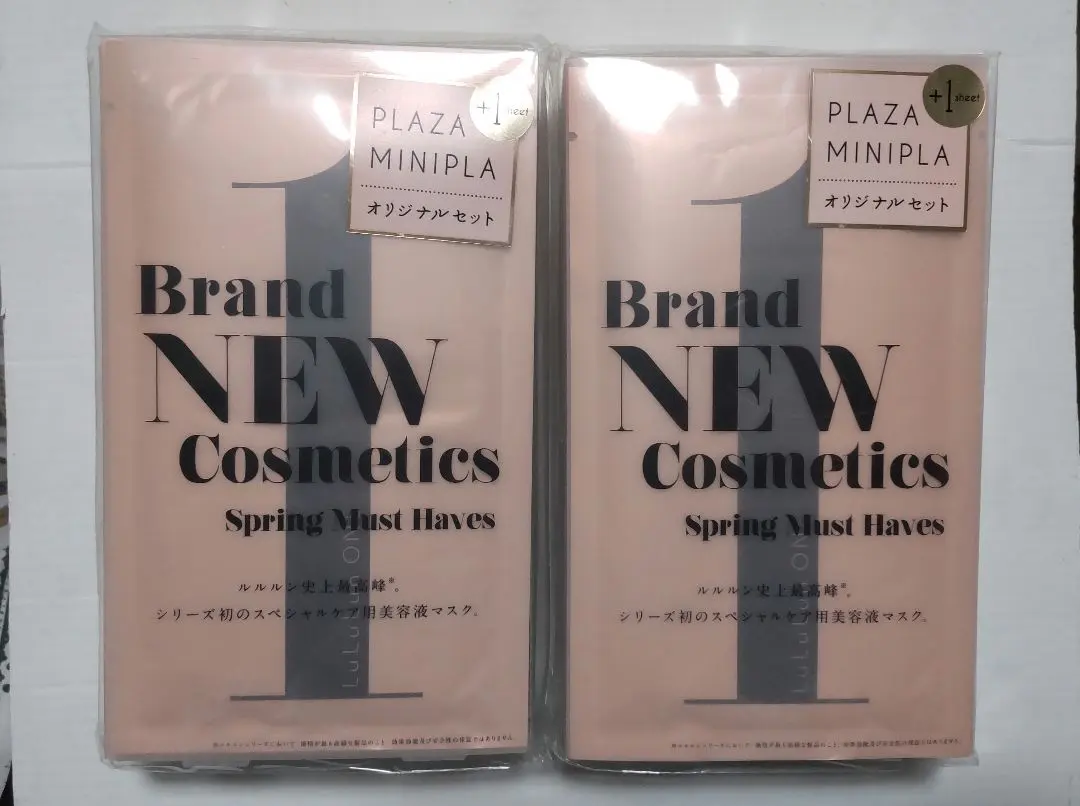 PLAZA
MINIPLA
オリジナルセット
+1 sheet
1
Brand
NEW
Cosmetics
Spring Must Haves
ルルルン史上最高峰※。
シリーズ初のスペシャルケア用美容液マスク。
LuLuLun ON
PLAZA
MINIPLA
オリジナルセット
+1 sheet
1
Brand
NEW
Cosmetics
Spring Must Haves
ルルルン史上最高峰※。
シリーズ初のスペシャルケア用美容液マスク。
LuLuLun ON